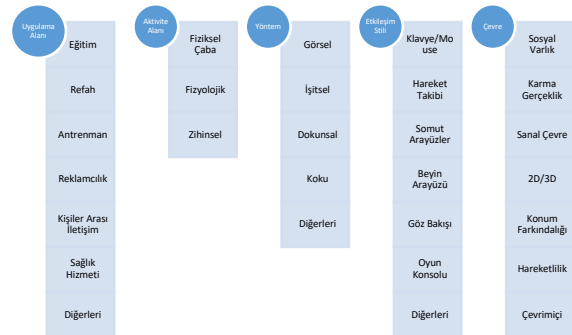 Uygulama
Alanı
Eğitim
Refah
Antrenman
Reklamcılık
Kişiler Arası
İletişim
Sağlık
Hizmeti
Diğerleri
Aktivite
Alanı
Fiziksel
Çaba
Fizyolojik
Zihinsel
Yöntem
Görsel
İşitsel
Dokunsal
Koku
Diğerleri
Etkileşim
Stili
Klavye/Mo
use
Hareket
Takibi
Somut
Arayüzler
Beyin
Arayüzü
Göz Bakışı
Oyun
Konsolu
Diğerleri
Çevre
Sosyal
Varlık
Karma
Gerçeklik
Sanal Çevre
2D/3D
Konum
Farkındalığı
Hareketlilik
Çevrimiçi